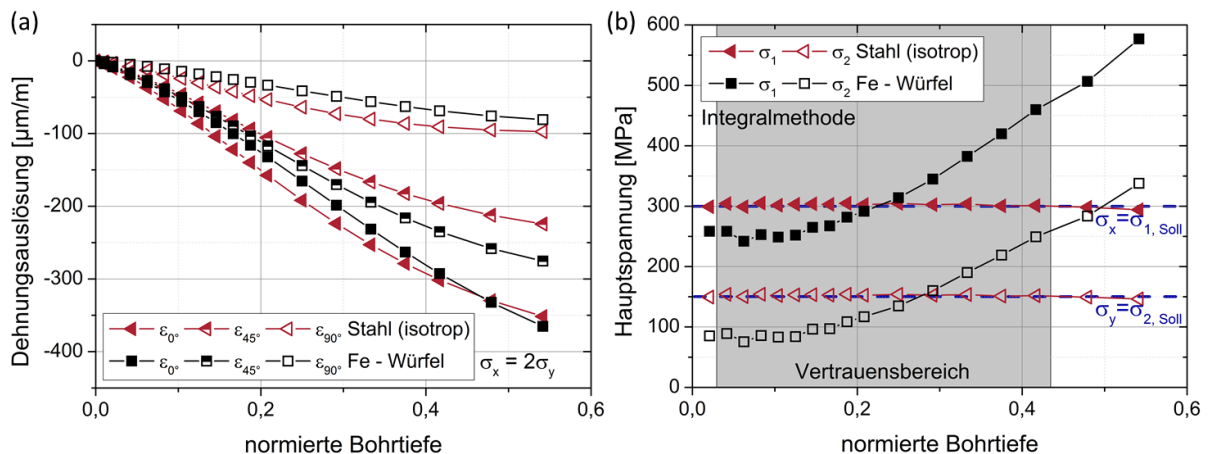 (a)
Dehnungsauslösung [µm/m]
0
-100
-200
-300
-400
ε0° ε45° ε90° Stahl (isotrop)
ε0° ε45° ε90° Fe - Würfel
σx = 2σy
0,0 0,2 0,4 0,6
normierte Bohrtiefe
(b)
Hauptspannung [MPa]
600
500
400
300
200
100
0
σ1 σ2 Stahl (isotrop)
σ1 σ2 Fe - Würfel
Integralmethode
σx=σ1, Soll
σy=σ2, Soll
Vertrauensbereich
0,0 0,2 0,4 0,6
normierte Bohrtiefe